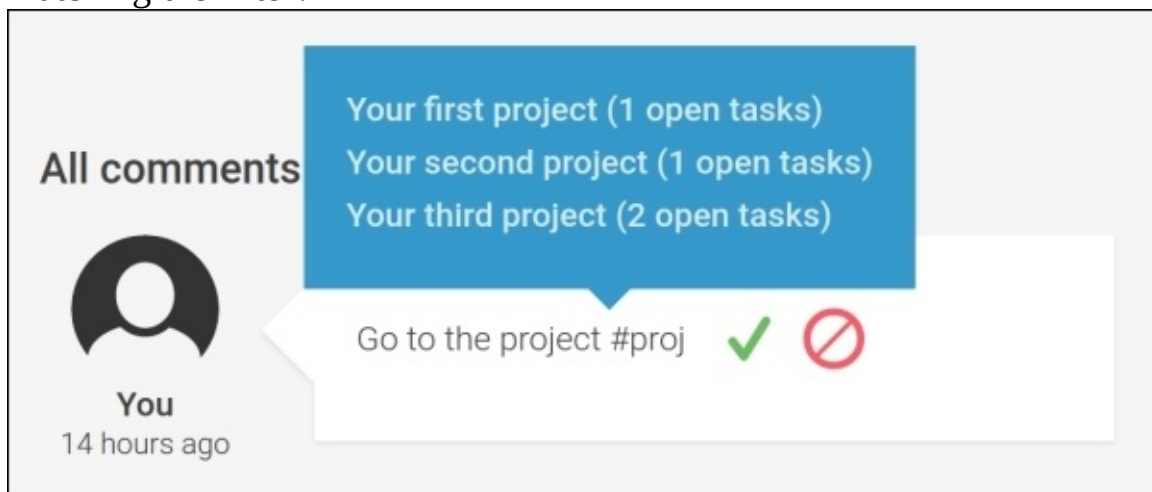 Your first project (1 open tasks)
Your second project (1 open tasks)
Your third project (2 open tasks)
All comments
Go to the project #proj
You
14 hours ago